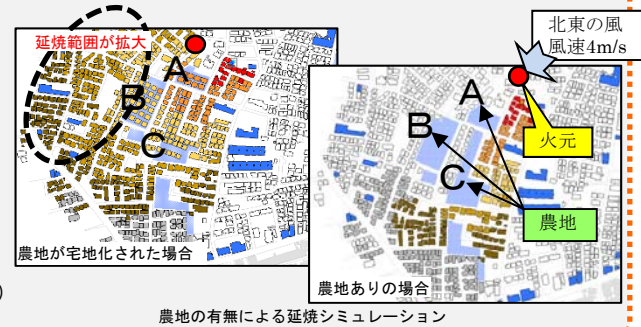 延焼範囲が拡大
A
B
C
農地が宅地化された場合
北東の風
風速4m/s
A
B
C
火元
農地
農地ありの場合
)
農地の有無による延焼シミュレーション